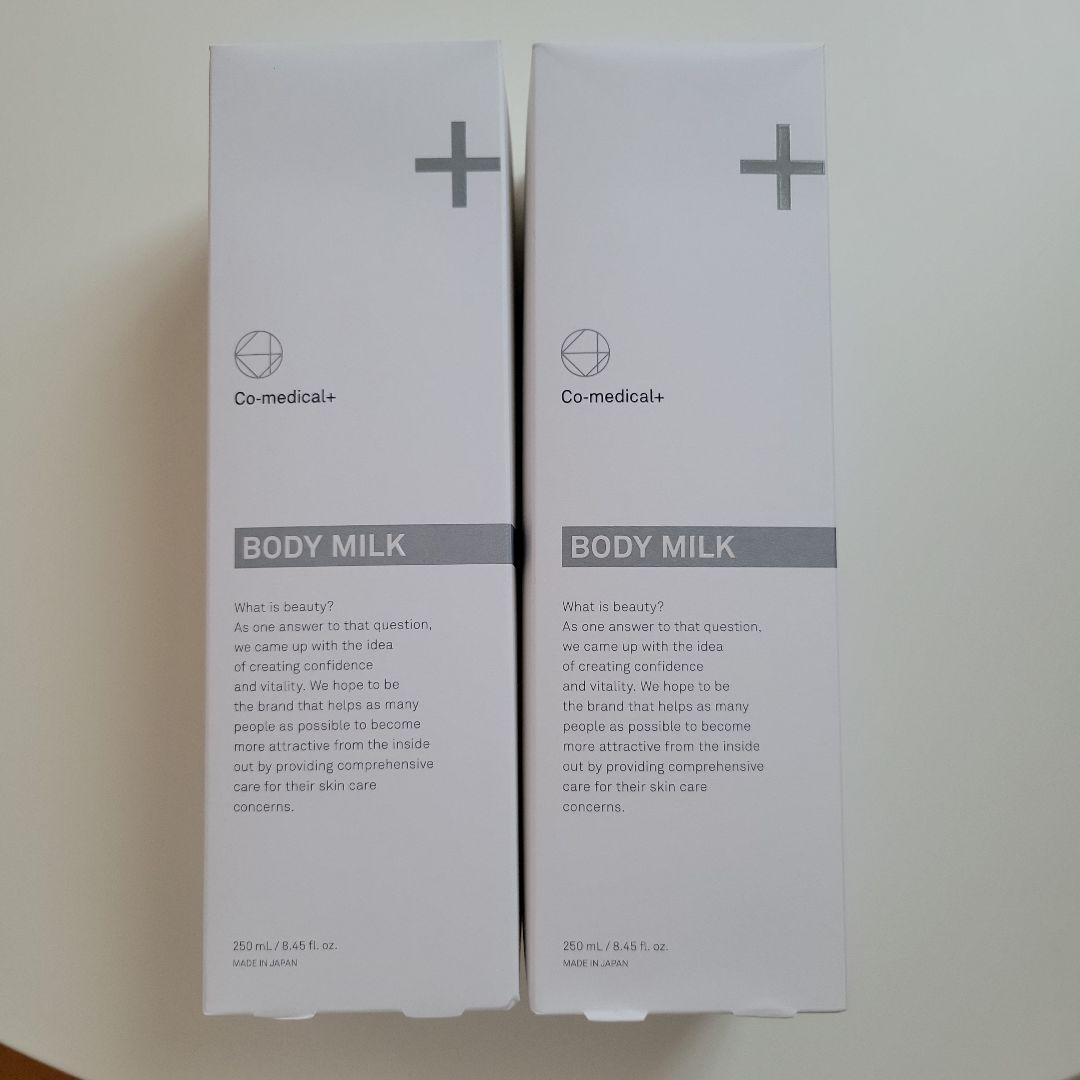 Co-medical+
BODY MILK
What is beauty?
As one answer to that question,
we came up with the idea
of creating confidence
and vitality. We hope to be
the brand that helps as many
people as possible to become
more attractive from the inside
out by providing comprehensive
care for their skin care
concerns.
250 mL / 8.45 fl. oz.
MADE IN JAPAN
Co-medical+
BODY MILK
What is beauty?
As one answer to that question,
we came up with the idea
of creating confidence
and vitality. We hope to be
the brand that helps as many
people as possible to become
more attractive from the inside
out by providing comprehensive
care for their skin care
concerns.
250 mL / 8.45 fl. oz.
MADE IN JAPAN